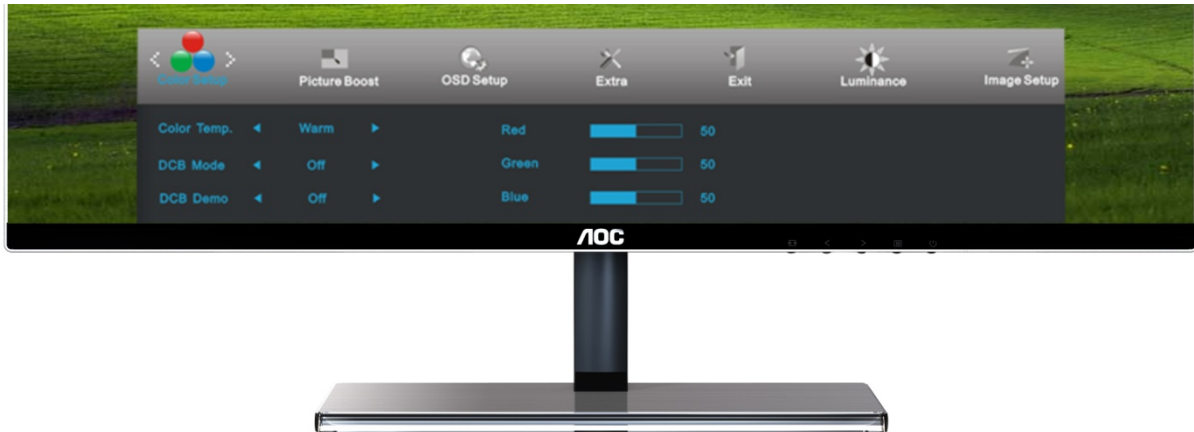 Color Setup
Picture Boost
OSD Setup
Extra
Exit
Luminance
Image Setup
Color Temp. Warm Red 50
DCB Mode Off Green 50
DCB Demo Off Blue 50
AOC